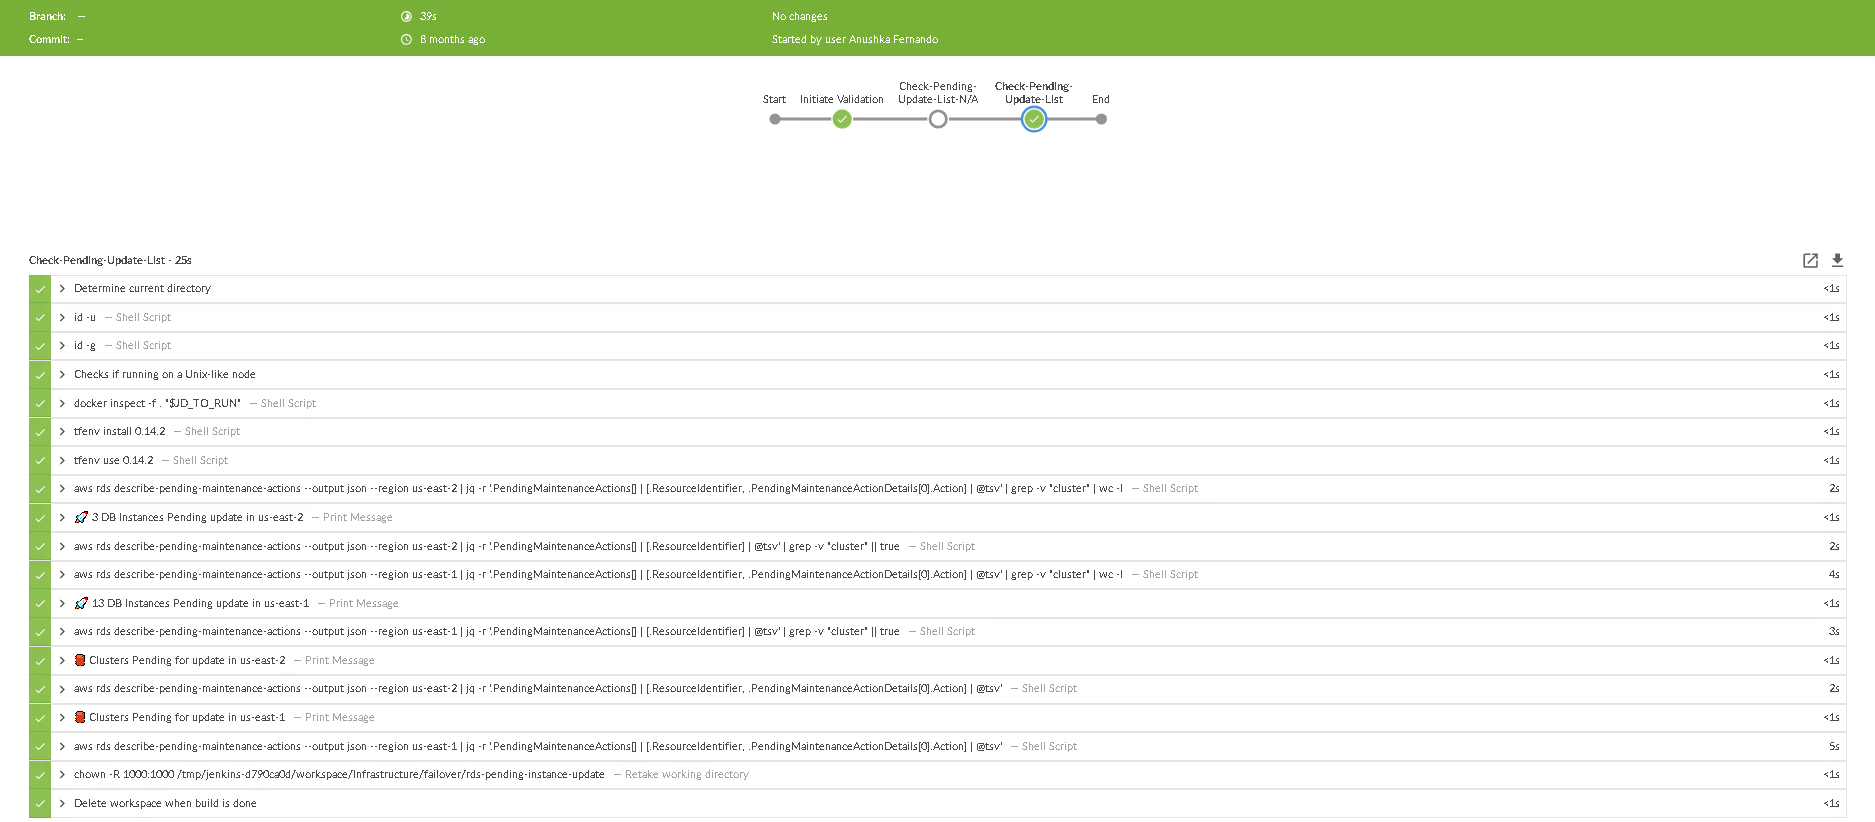 Branch: —
39s
No changes
Commit: —
8 months ago
Started by user Anushka Fernando
Start
Initiate Validation
Check-Pending-
Update-List-N/A
Check-Pending-
Update-List
End
Check-Pending-Update-List - 25s
Determine current directory <1s
id -u — Shell Script <1s
id -g — Shell Script <1s
Checks if running on a Unix-like node <1s
docker inspect -f . "$JD_TO_RUN" — Shell Script <1s
tfenv install 0.14.2 — Shell Script <1s
tfenv use 0.14.2 — Shell Script <1s
aws rds describe-pending-maintenance-actions --output json --region us-east-2 | jq -r '.PendingMaintenanceActions[] | [.ResourceIdentifier, .PendingMaintenanceActionDetails[0].Action] | @tsv' | grep -v "cluster" | wc -l — Shell Script 2s
🚀 3 DB Instances Pending update in us-east-2 — Print Message <1s
aws rds describe-pending-maintenance-actions --output json --region us-east-2 | jq -r '.PendingMaintenanceActions[] | [.ResourceIdentifier] | @tsv' | grep -v "cluster" || true — Shell Script 2s
aws rds describe-pending-maintenance-actions --output json --region us-east-1 | jq -r '.PendingMaintenanceActions[] | [.ResourceIdentifier, .PendingMaintenanceActionDetails[0].Action] | @tsv' | grep -v "cluster" | wc -l — Shell Script 4s
🚀 13 DB Instances Pending update in us-east-1 — Print Message <1s
aws rds describe-pending-maintenance-actions --output json --region us-east-1 | jq -r '.PendingMaintenanceActions[] | [.ResourceIdentifier] | @tsv' | grep -v "cluster" || true — Shell Script 3s
📕 Clusters Pending for update in us-east-2 — Print Message <1s
aws rds describe-pending-maintenance-actions --output json --region us-east-2 | jq -r '.PendingMaintenanceActions[] | [.ResourceIdentifier, .PendingMaintenanceActionDetails[0].Action] | @tsv' — Shell Script 2s
📕 Clusters Pending for update in us-east-1 — Print Message <1s
aws rds describe-pending-maintenance-actions --output json --region us-east-1 | jq -r '.PendingMaintenanceActions[] | [.ResourceIdentifier, .PendingMaintenanceActionDetails[0].Action] | @tsv' — Shell Script 5s
chown -R 1000:1000 /tmp/jenkins-d790ca0d/workspace/Infrastructure/failover/rds-pending-instance-update — Retake working directory <1s
Delete workspace when build is done <1s